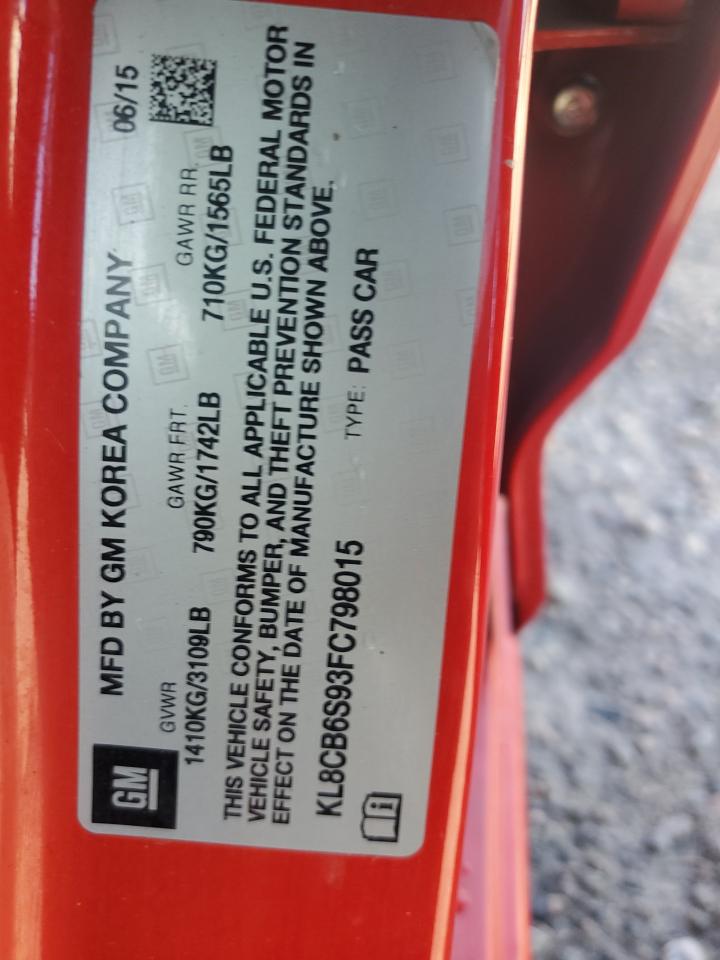 GM
MFD BY GM KOREA COMPANY 06/15
GVWR GAWR FRT. GAWR RR.
1410KG/3109LB 790KG/1742LB 710KG/1565LB
THIS VEHICLE CONFORMS TO ALL APPLICABLE U.S. FEDERAL MOTOR
VEHICLE SAFETY, BUMPER, AND THEFT PREVENTION STANDARDS IN
EFFECT ON THE DATE OF MANUFACTURE SHOWN ABOVE.
KL8CB6S93FC798015 TYPE: PASS CAR